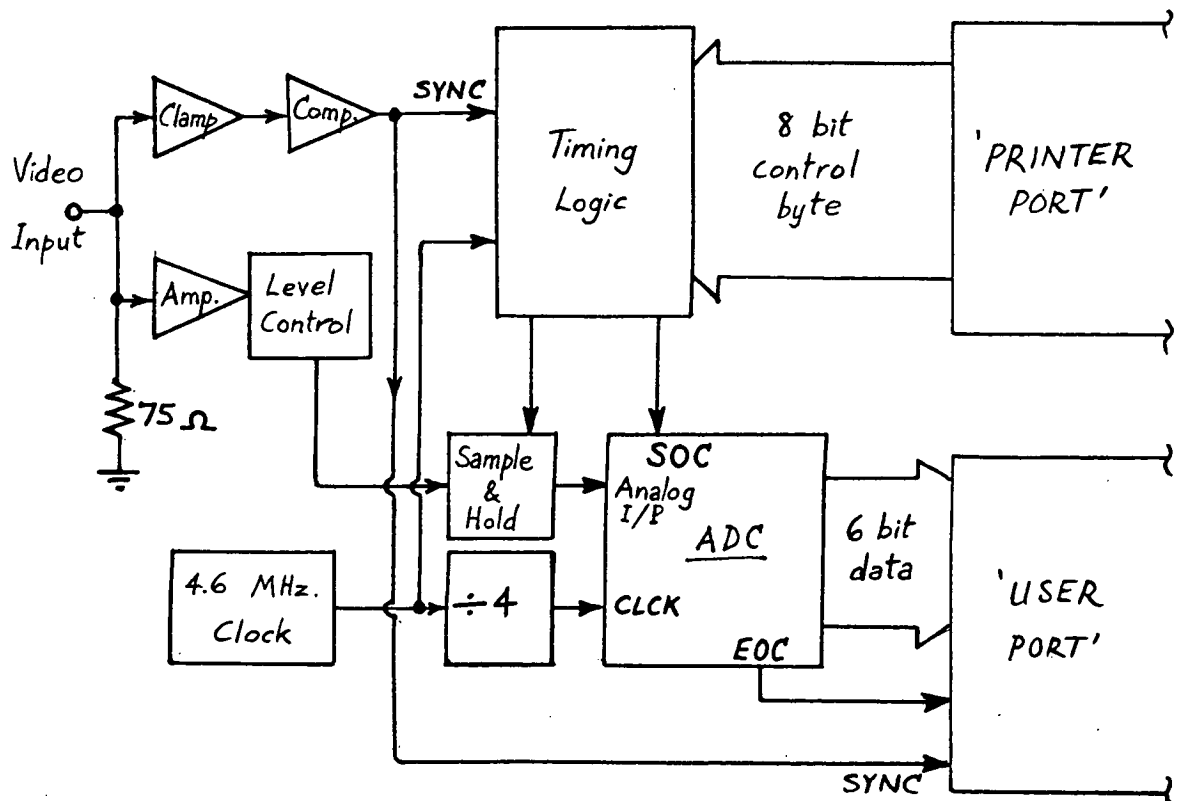 Video
Input
Clamp
Comp.
SYNC
Amp.
Level
Control
75 Ω
Timing
Logic
8 bit
control
byte
'PRINTER
PORT'
Sample
&
Hold
SOC
Analog
I/P
ADC
CLCK
EOC
6 bit
data
'USER
PORT'
4.6 MHz.
Clock
÷4
SYNC